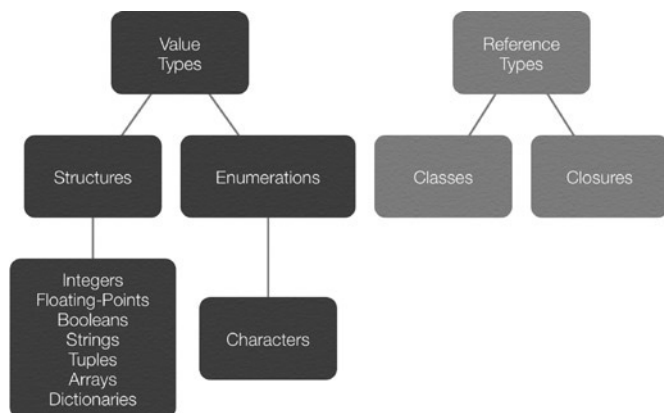 Value
Types
Reference
Types
Structures
Enumerations
Classes
Closures
Integers
Floating-Points
Booleans
Strings
Tuples
Arrays
Dictionaries
Characters